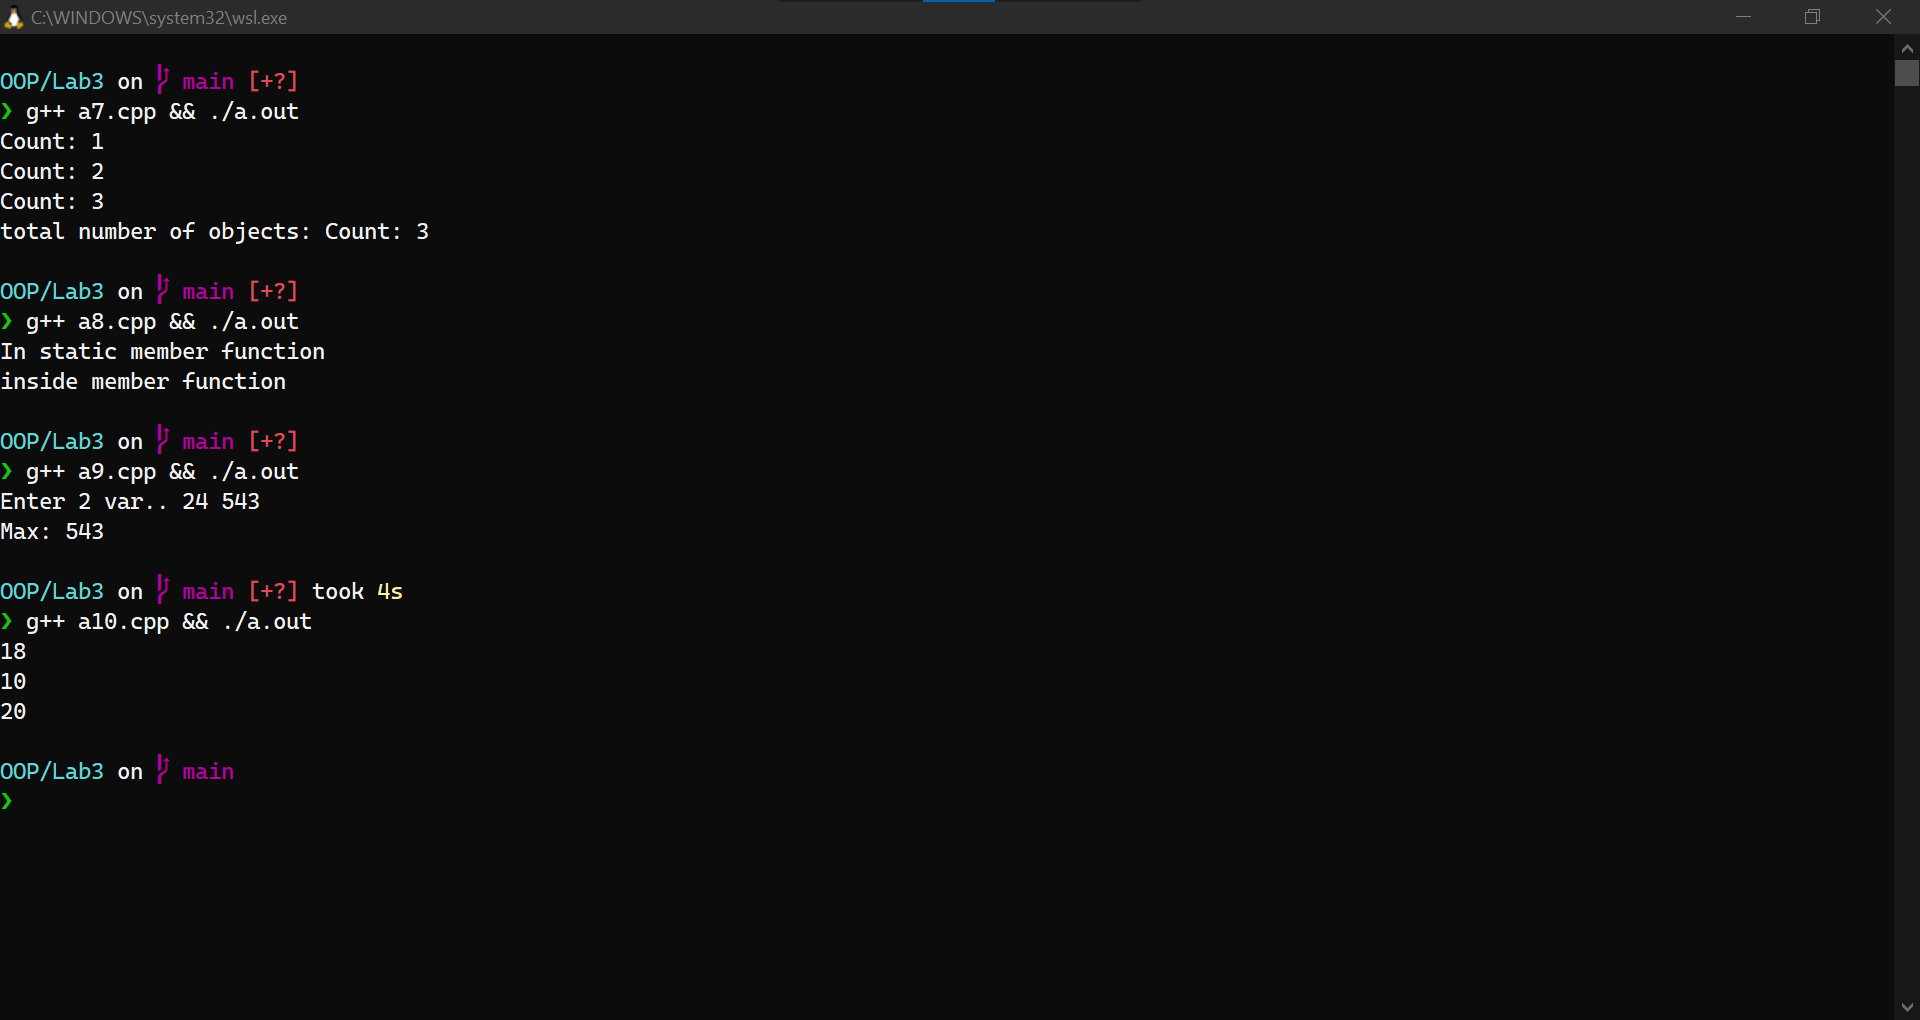 C:\WINDOWS\system32\wsl.exe
OOP/Lab3 on main [+?]
❯ g++ a7.cpp && ./a.out
Count: 1
Count: 2
Count: 3
total number of objects: Count: 3
OOP/Lab3 on main [+?]
❯ g++ a8.cpp && ./a.out
In static member function
inside member function
OOP/Lab3 on main [+?]
❯ g++ a9.cpp && ./a.out
Enter 2 var.. 24 543
Max: 543
OOP/Lab3 on main [+?] took 4s
❯ g++ a10.cpp && ./a.out
18
10
20
OOP/Lab3 on main
❯